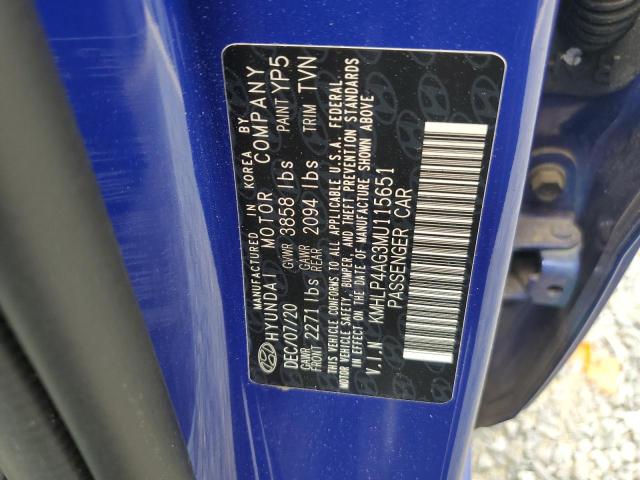 MANUFACTURED IN KOREA BY
HYUNDAI MOTOR COMPANY
DEC/07/20 GVWR 3858 lbs PAINT YP5
GAWR FRONT 2271 lbs GAWR REAR 2094 lbs TRIM TVN
THIS VEHICLE CONFORMS TO ALL APPLICABLE U.S.A. FEDERAL
MOTOR VEHICLE SAFETY, BUMPER, AND THEFT PREVENTION STANDARDS
IN EFFECT ON THE DATE OF MANUFACTURE SHOWN ABOVE
V.I.N KMHLP4AG9MU115651
PASSENGER CAR